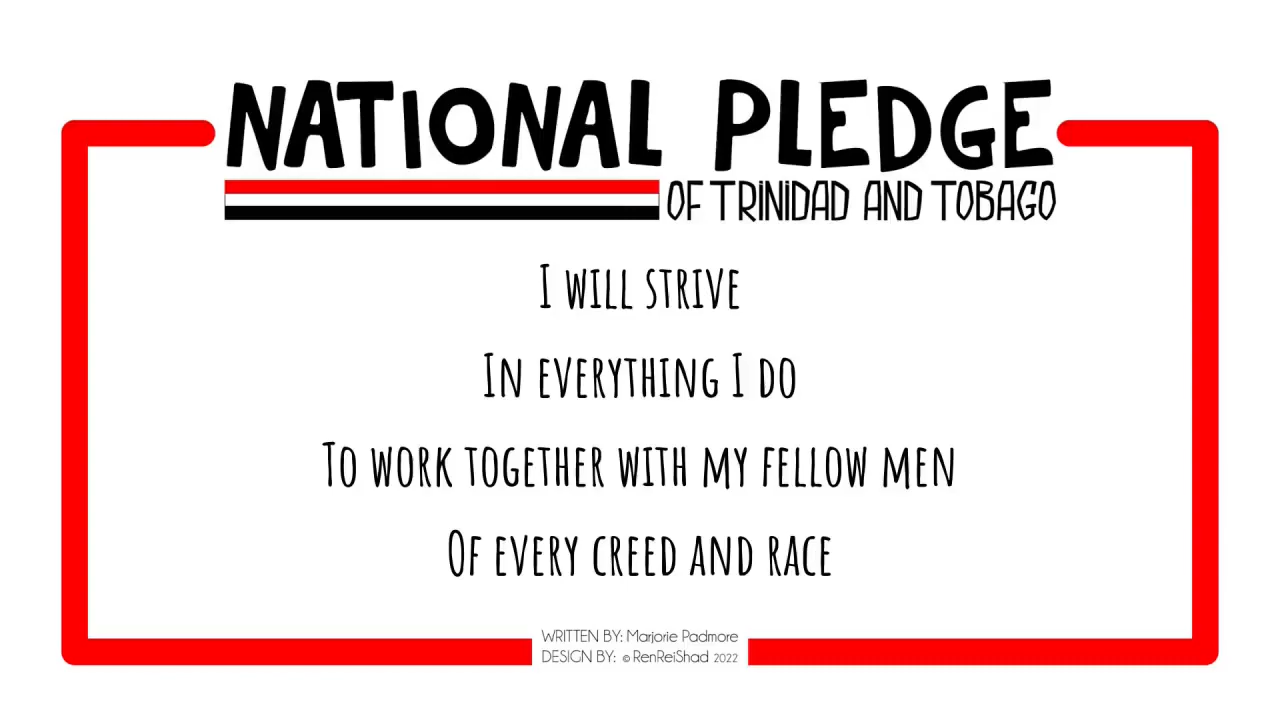 NATIONAL PLEDGE
OF TRINIDAD AND TOBAGO
I WILL STRIVE
IN EVERYTHING I DO
TO WORK TOGETHER WITH MY FELLOW MEN
OF EVERY CREED AND RACE
WRITTEN BY: Marjorie Padmore
DESIGN BY: © RenReiShad 2022